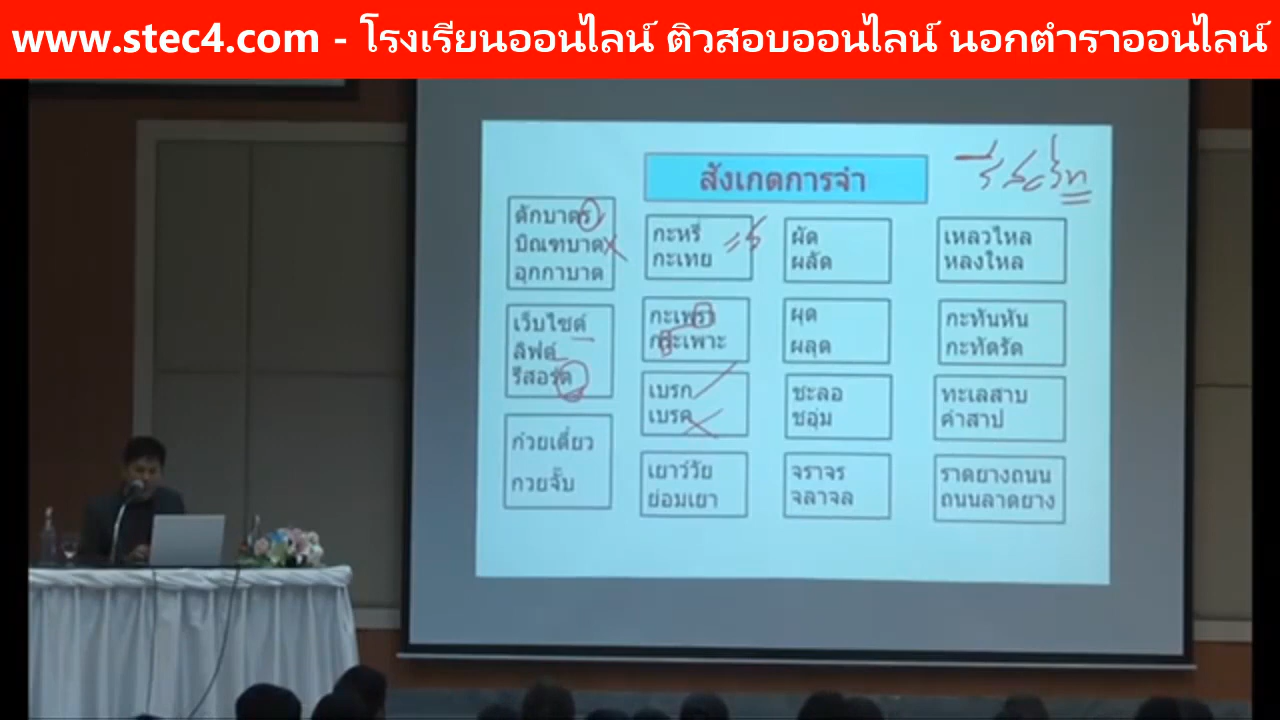 www.stec4.com - โรงเรียนออนไลน์ ติวสอบออนไลน์ นอกตำราออนไลน์
สังเกตการจำ
ตักบาตร
บิณฑบาต
อุกกาบาต
เว็บไซต์
ลิฟต์
รีสอร์ต
ก๋วยเตี๋ยว
กวยจั๊บ
กะหรี่
กะเทย
กะเพรา
กระเพาะ
เบรก
เบรค
เยาว์วัย
ย่อมเยา
ผัด
ผลัด
ผุด
ผลุด
ชะลอ
ชอุ่ม
จราจร
จลาจล
เหลวไหล
หลงใหล
กะทันหัน
กะทัดรัด
ทะเลสาบ
คำสาป
ราดยางถนน
ถนนลาดยาง